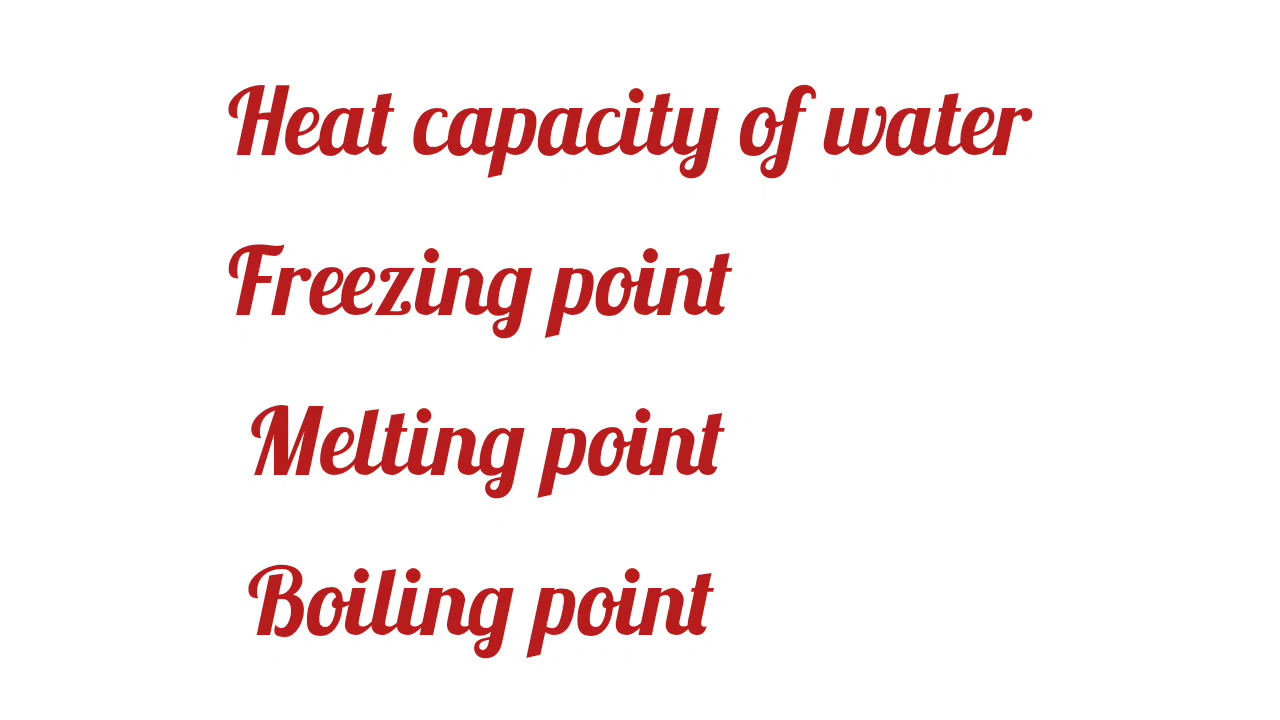 Heat capacity of water
Freezing point
Melting point
Boiling point